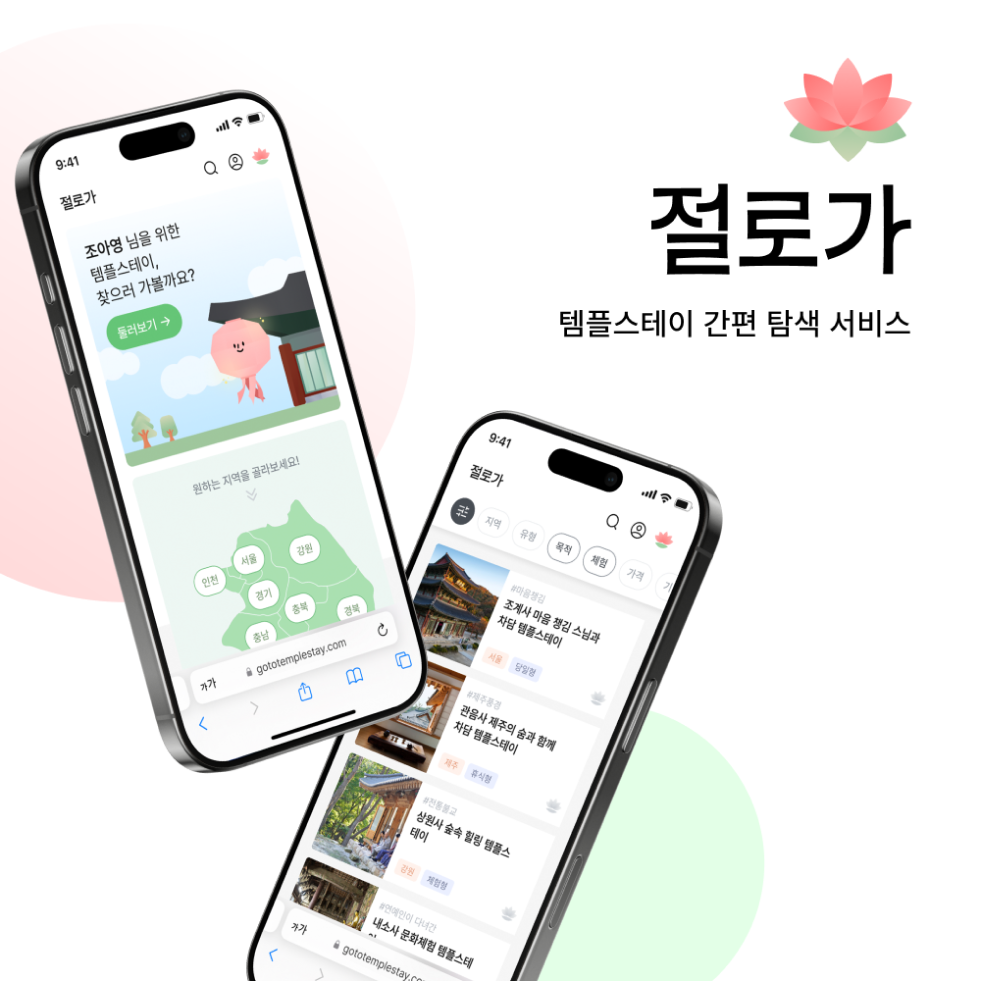 절로가
템플스테이 간편 탐색 서비스
9:41
절로가
조아영 님을 위한
템플스테이,
찾으러 가볼까요?
둘러보기 →
원하는 지역을 골라보세요!
서울
강원
인천
경기
충북
경북
충남
가가
gototemplestay.com
9:41
절로가
지역
유형
목적
체험
가격
#마음챙김
조계사 마음 챙김 스님과
차담 템플스테이
서울
당일형
#제주풍경
관음사 제주의 숨과 함께
차담 템플스테이
제주
휴식형
#전통불교
상원사 숲속 힐링 템플스
테이
강원
체험형
#연예인이 다녀간
내소사 문화체험 템플스테
가가
gototemplestay.co